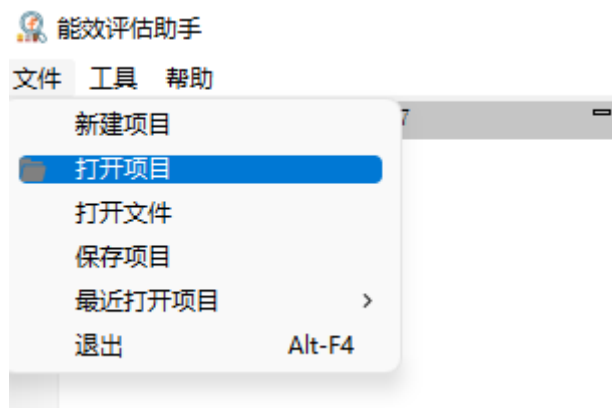 能效评估助手
文件 工具 帮助
7
新建项目
打开项目
打开文件
保存项目
最近打开项目
退出 Alt-F4